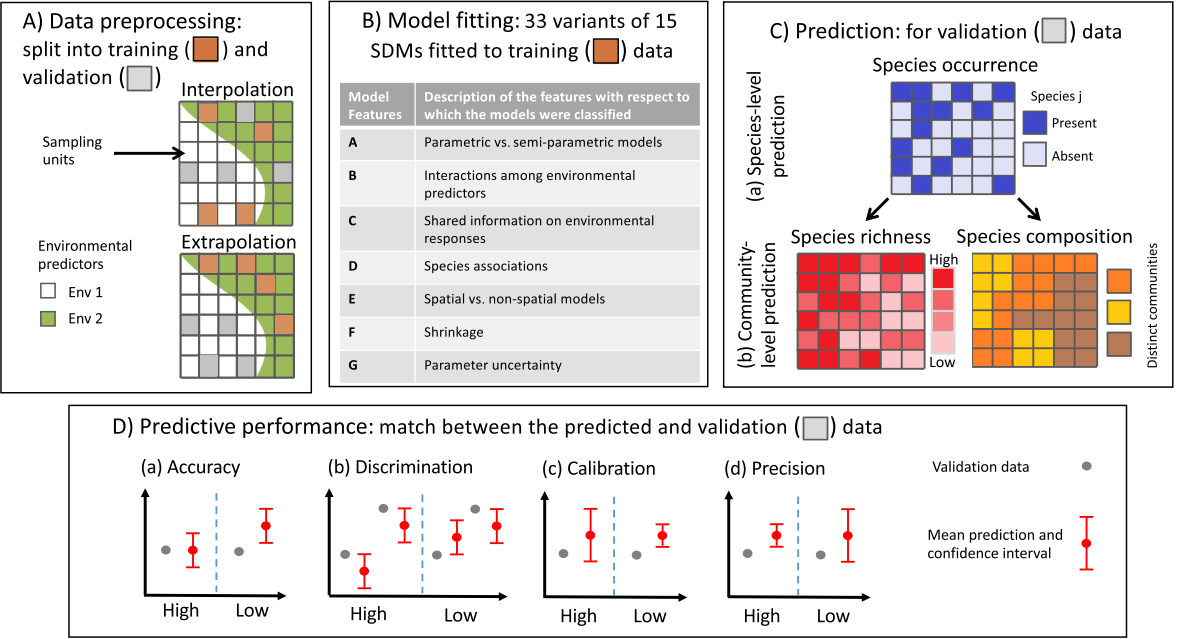 A) Data preprocessing:
split into training ( ) and
validation ( )
Interpolation
Sampling
units
Extrapolation
Environmental
predictors
Env 1
Env 2
B) Model fitting: 33 variants of 15
SDMs fitted to training ( ) data
Model
Features
Description of the features with respect to
which the models were classified
A
Parametric vs. semi-parametric models
B
Interactions among environmental
predictors
C
Shared information on environmental
responses
D
Species associations
E
Spatial vs. non-spatial models
F
Shrinkage
G
Parameter uncertainty
C) Prediction: for validation ( ) data
Species occurrence
(a) Species-level
prediction
Species j
Present
Absent
Species richness
Species composition
(b) Community-
level prediction
High
Low
Distinct communities
D) Predictive performance: match between the predicted and validation ( ) data
(a) Accuracy
High
Low
(b) Discrimination
High
Low
(c) Calibration
High
Low
(d) Precision
High
Low
Validation data
Mean prediction and
confidence interval